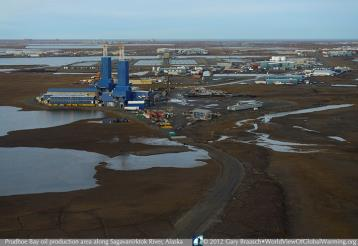 Prudhoe Bay oil production area along Sagavanirktok River, Alaska © 2012 Gary Braasch•WorldViewOfGlobalWarming.org